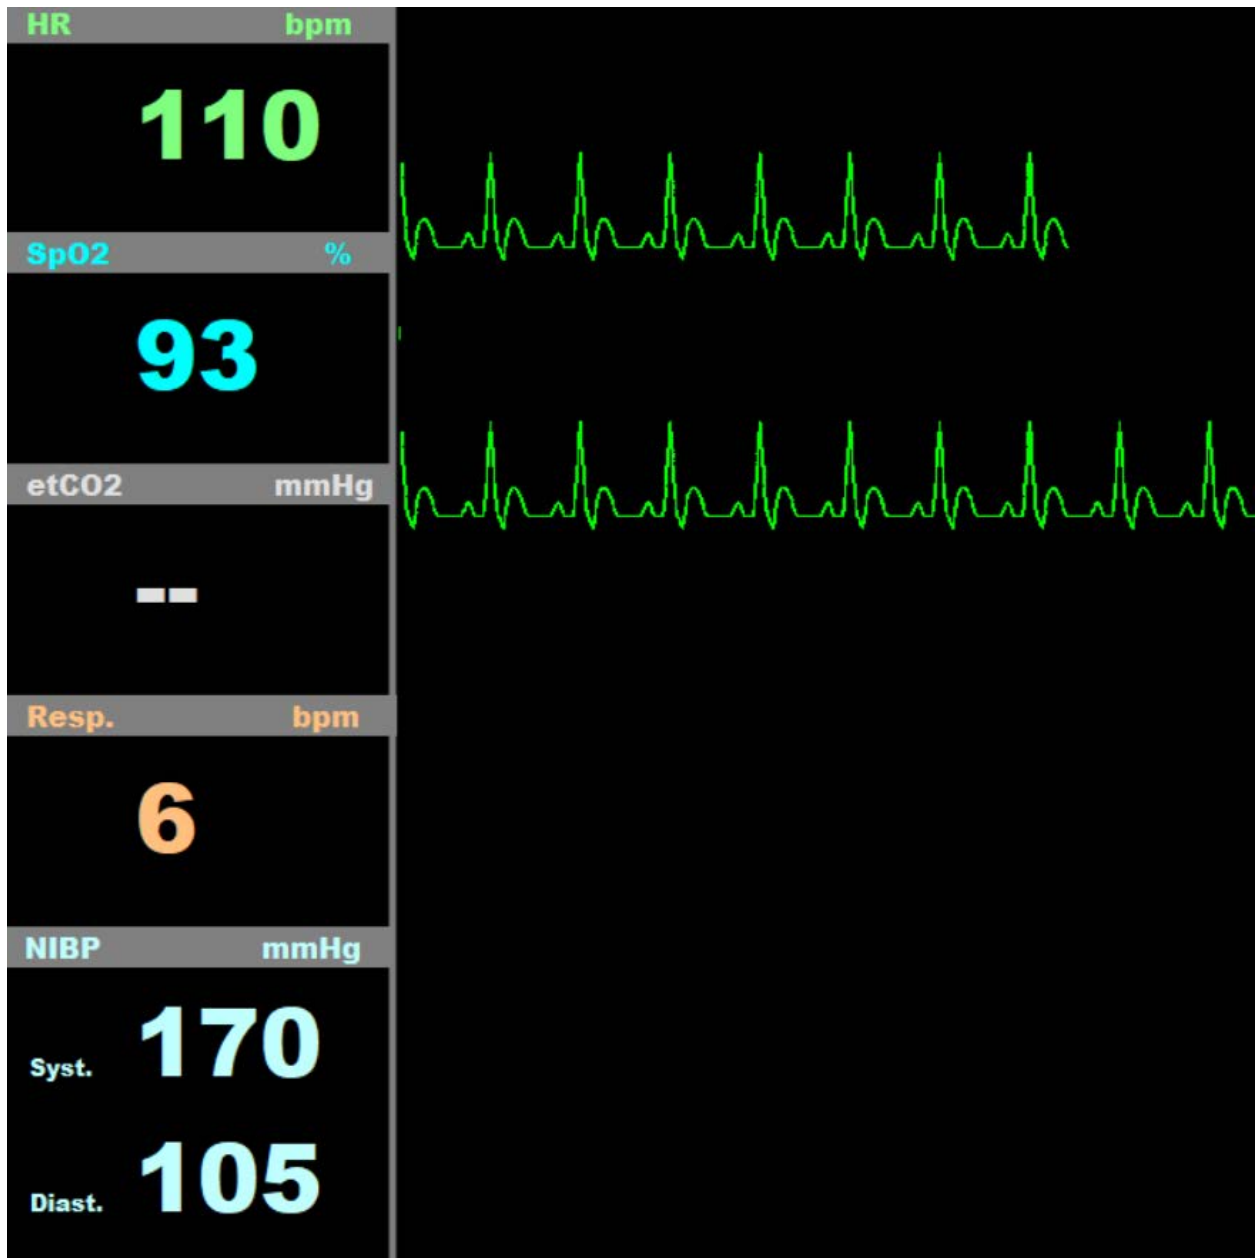 HR bpm
110
SpO2 %
93
etCO2 mmHg
--
Resp. bpm
6
NIBP mmHg
Syst. 170
Diast. 105